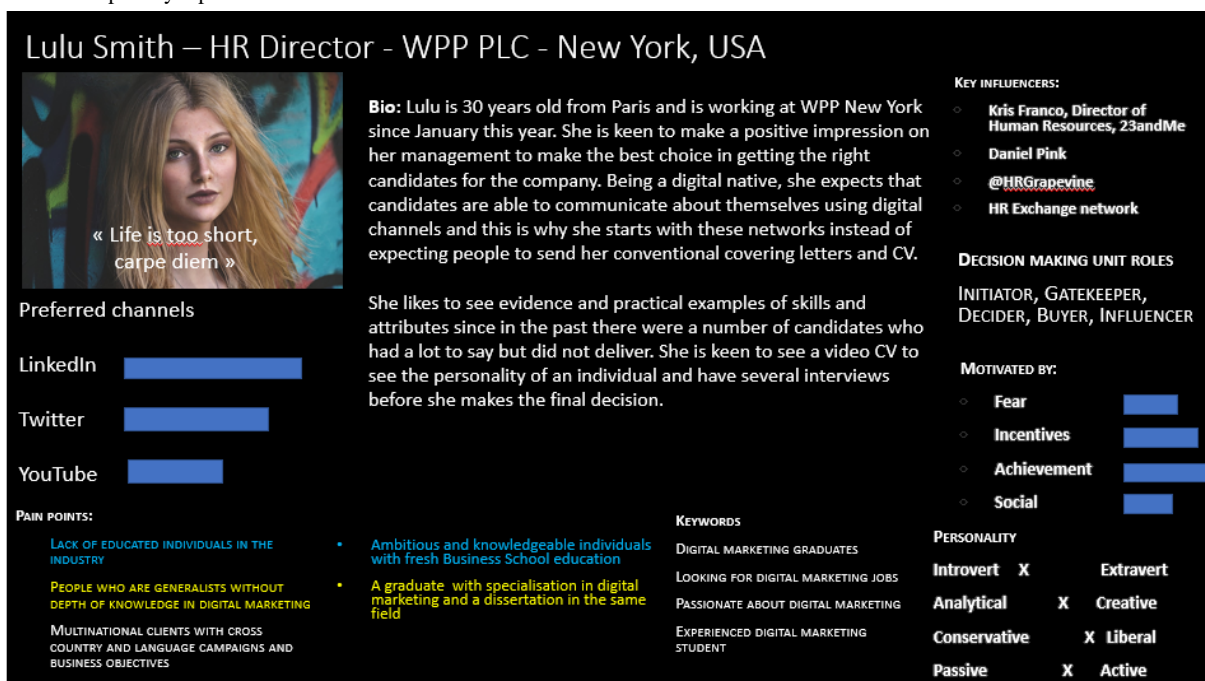 Lulu Smith – HR Director - WPP PLC - New York, USA
« Life is too short,
carpe diem »
Preferred channels
LinkedIn
Twitter
YouTube
Bio: Lulu is 30 years old from Paris and is working at WPP New York
since January this year. She is keen to make a positive impression on
her management to make the best choice in getting the right
candidates for the company. Being a digital native, she expects that
candidates are able to communicate about themselves using digital
channels and this is why she starts with these networks instead of
expecting people to send her conventional covering letters and CV.
She likes to see evidence and practical examples of skills and
attributes since in the past there were a number of candidates who
had a lot to say but did not deliver. She is keen to see a video CV to
see the personality of an individual and have several interviews
before she makes the final decision.
KEY INFLUENCERS:
Kris Franco, Director of
Human Resources, 23andMe
Daniel Pink
@HRGrapevine
HR Exchange network
DECISION MAKING UNIT ROLES
INITIATOR, GATEKEEPER,
DECIDER, BUYER, INFLUENCER
MOTIVATED BY:
Fear
Incentives
Achievement
Social
PAIN POINTS:
LACK OF EDUCATED INDIVIDUALS IN THE
INDUSTRY
PEOPLE WHO ARE GENERALISTS WITHOUT
DEPTH OF KNOWLEDGE IN DIGITAL MARKETING
MULTINATIONAL CLIENTS WITH CROSS
COUNTRY AND LANGUAGE CAMPAIGNS AND
BUSINESS OBJECTIVES
• Ambitious and knowledgeable individuals
with fresh Business School education
• A graduate with specialisation in digital
marketing and a dissertation in the same
field
KEYWORDS
DIGITAL MARKETING GRADUATES
LOOKING FOR DIGITAL MARKETING JOBS
PASSIONATE ABOUT DIGITAL MARKETING
EXPERIENCED DIGITAL MARKETING
STUDENT
PERSONALITY
Introvert X Extravert
Analytical X Creative
Conservative X Liberal
Passive X Active